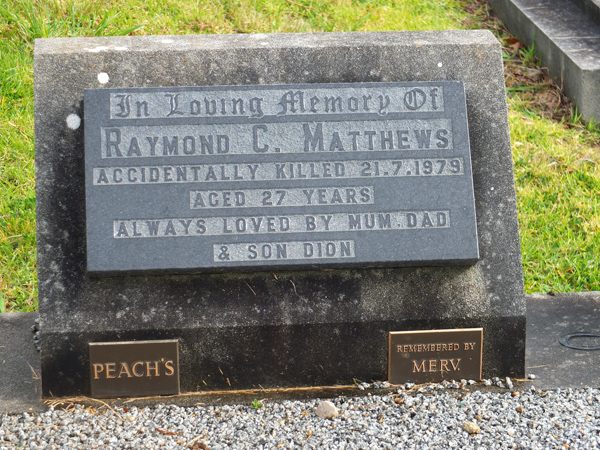 In Loving Memory Of
RAYMOND C. MATTHEWS
ACCIDENTALLY KILLED 21.7.1979
AGED 27 YEARS
ALWAYS LOVED BY MUM, DAD
& SON DION
PEACH'S
REMEMBERED BY
MERV.